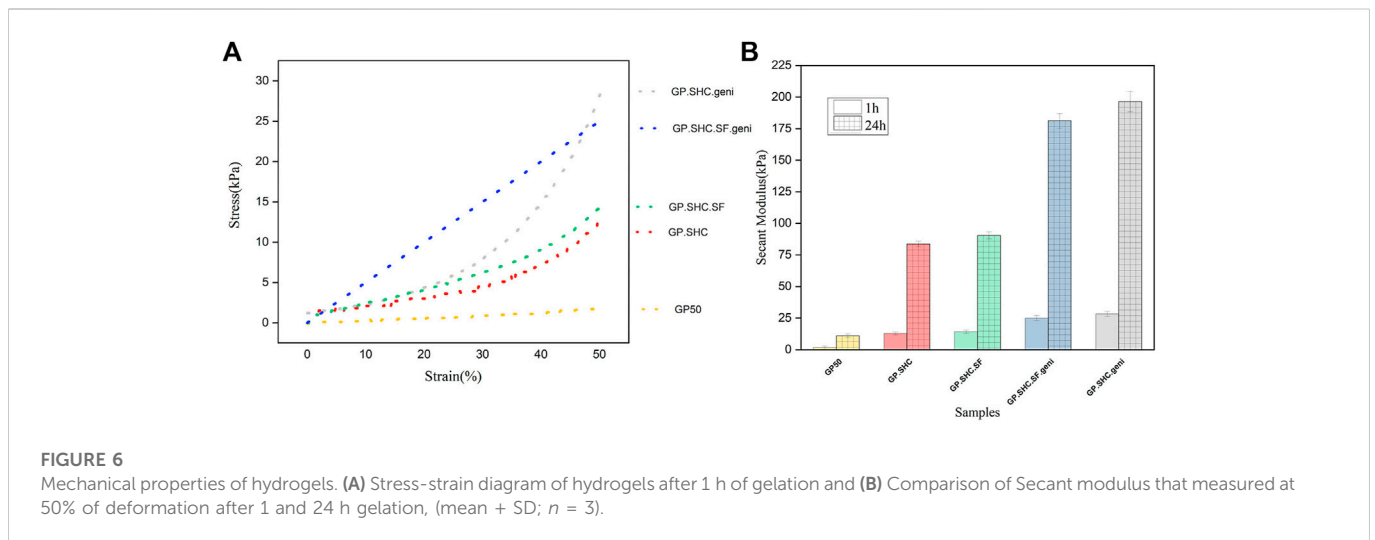 A
Stress(kPa)
30
25
20
15
10
5
0
0 10 20 30 40 50
Strain(%)
GP.SHC.geni
GP.SHC.SF.geni
GP.SHC.SF
GP.SHC
GP50
B
Secant Modulus(kPa)
225
200
175
150
125
100
75
50
25
0
1h
24h
GP50 GP.SHC GP.SHC.SF GP.SHC.SF.geni GP.SHC.geni
Samples
FIGURE 6
Mechanical properties of hydrogels. (A) Stress-strain diagram of hydrogels after 1 h of gelation and (B) Comparison of Secant modulus that measured at
50% of deformation after 1 and 24 h gelation, (mean + SD; n = 3).